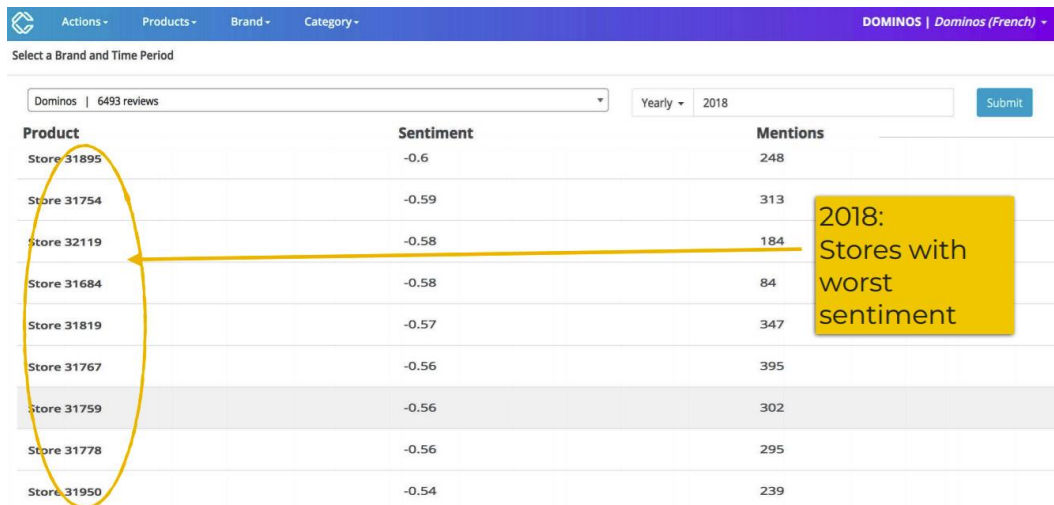 Actions Products Brand Category DOMINOS | Dominos (French)
Select a Brand and Time Period
Dominos | 6493 reviews Yearly 2018 Submit
Product Sentiment Mentions
Store 31895 -0.6 248
Store 31754 -0.59 313
Store 32119 -0.58 184
Store 31684 -0.58 84
Store 31819 -0.57 347
Store 31767 -0.56 395
Store 31759 -0.56 302
Store 31778 -0.56 295
Store 31950 -0.54 239
2018:
Stores with
worst
sentiment